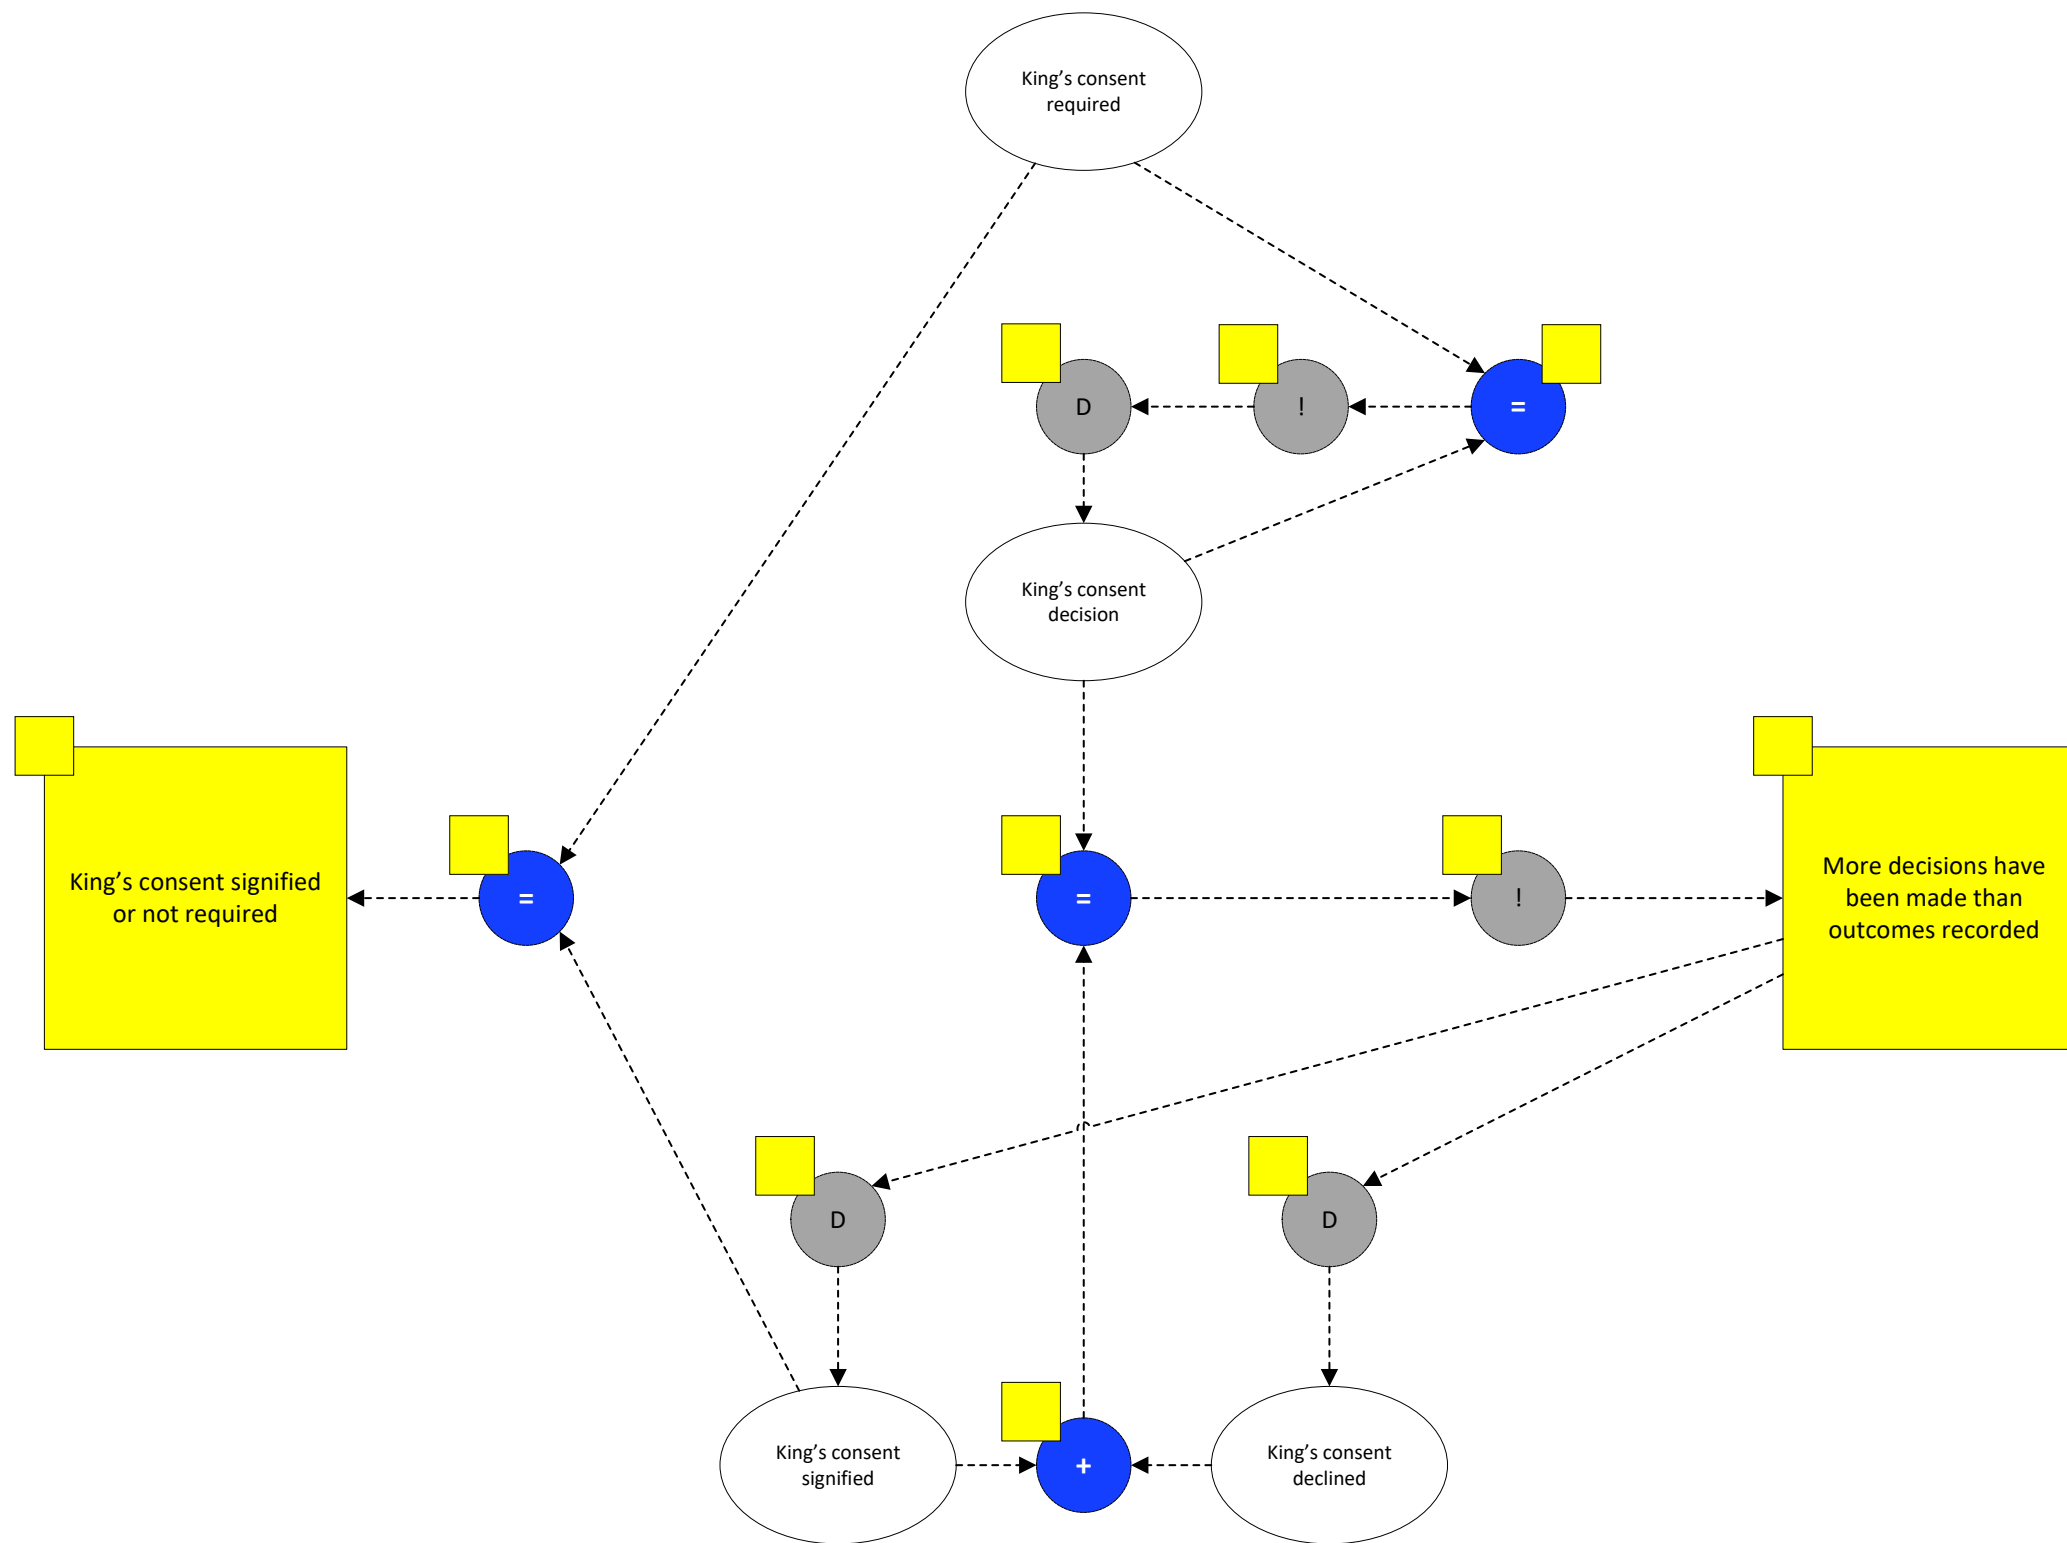 King’s consent
required
D
!
=
King’s consent
decision
King’s consent signified
or not required
=
=
!
More decisions have
been made than
outcomes recorded
D
D
King’s consent
signified
+
King’s consent
declined